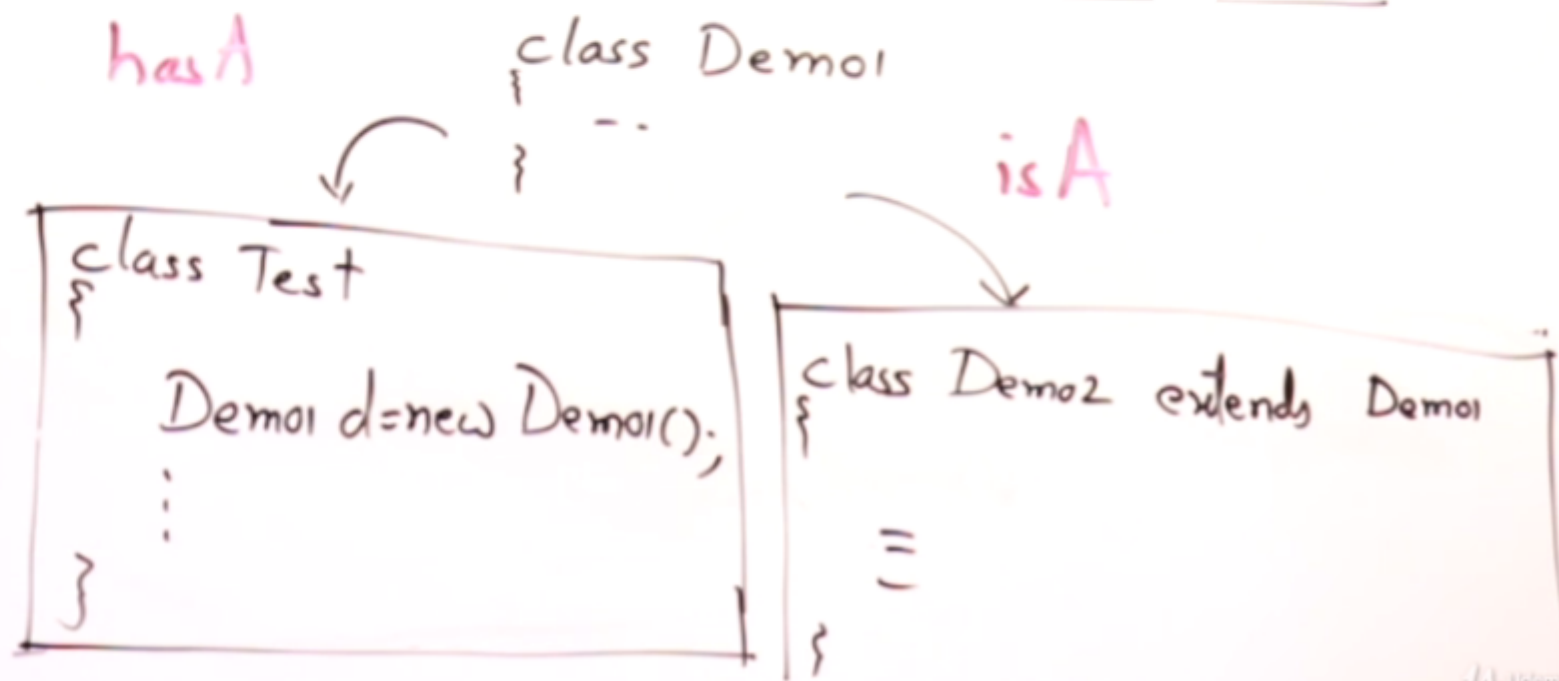 hasA
class Demo1
{
--
}
isA
class Test
{
Demo1 d=new Demo1();
⋮
}
class Demo2 extends Demo1
{
≡
}